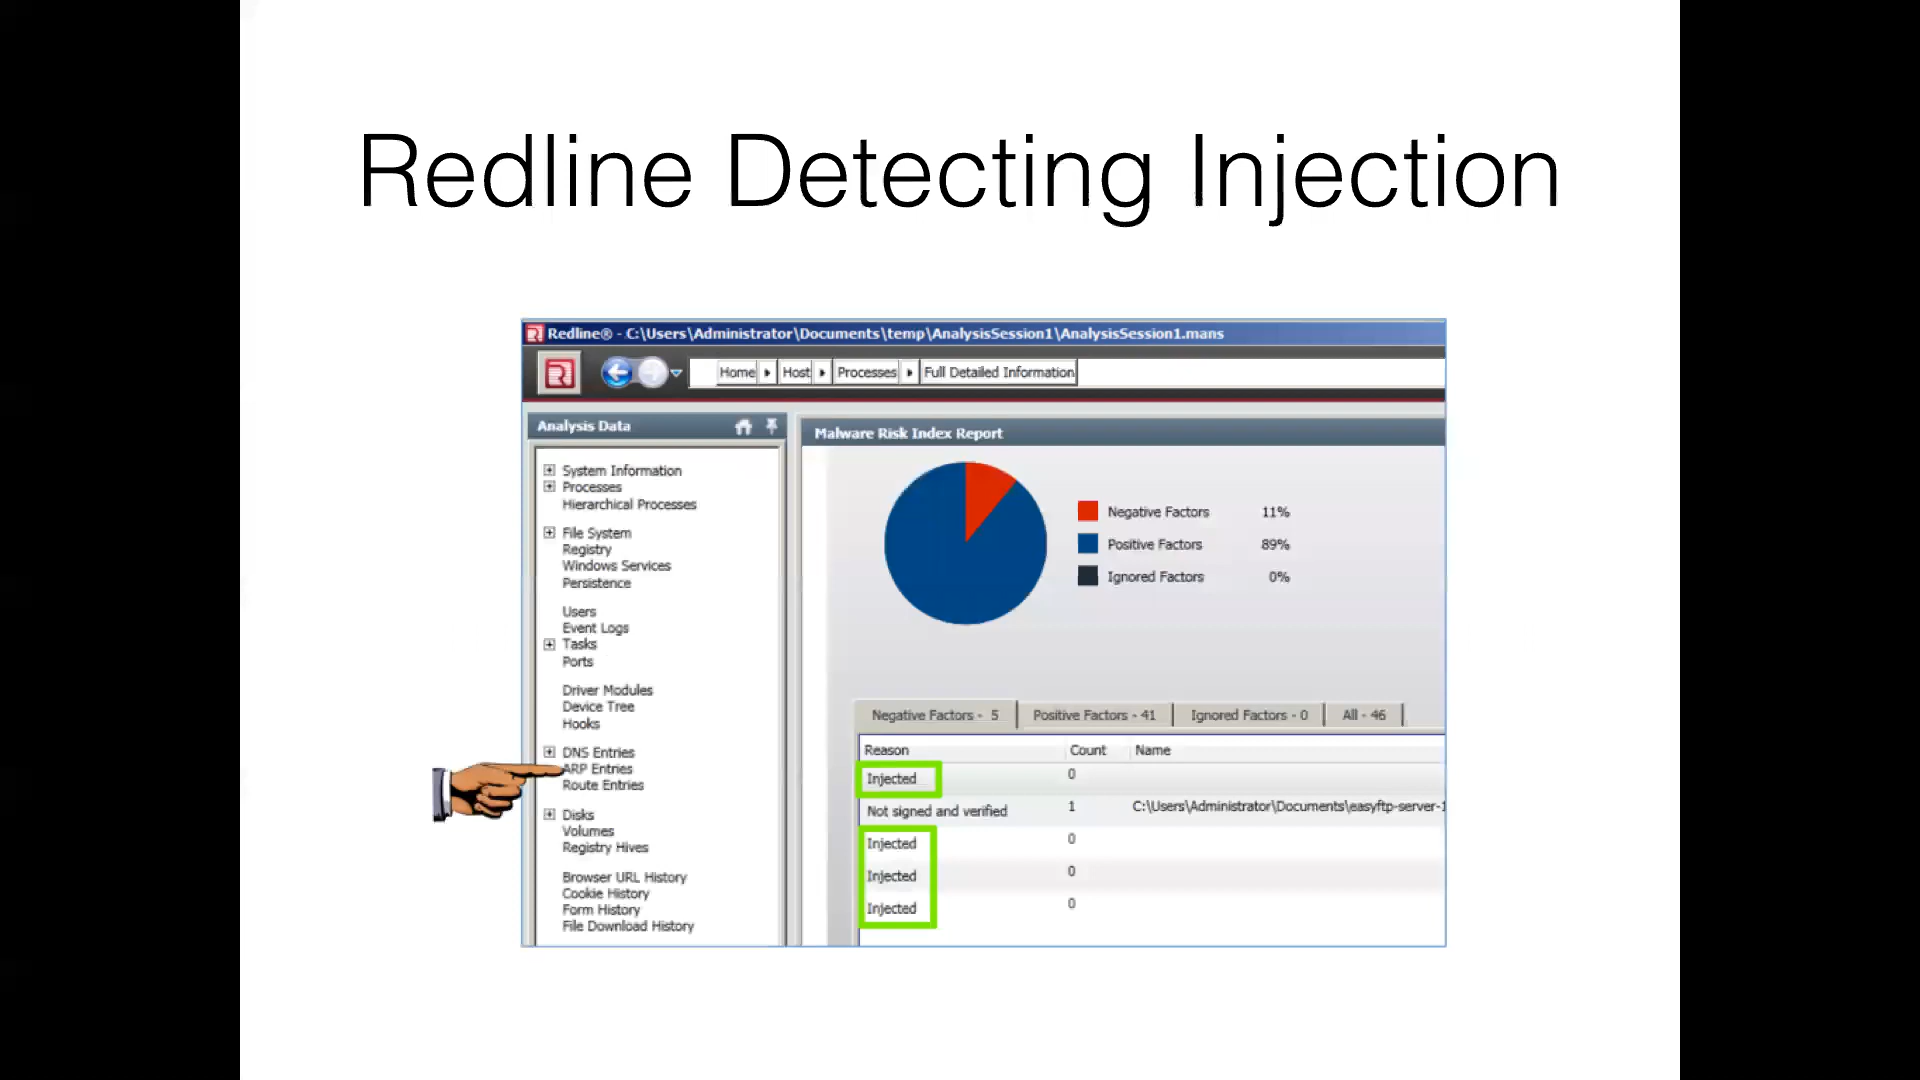 Redline Detecting Injection
Redline® - C:\Users\Administrator\Documents\temp\AnalysisSession1\AnalysisSession1.mans
Home Host Processes Full Detailed Information
Analysis Data
System Information
Processes
Hierarchical Processes
File System
Registry
Windows Services
Persistence
Users
Event Logs
Tasks
Ports
Driver Modules
Device Tree
Hooks
DNS Entries
ARP Entries
Route Entries
Disks
Volumes
Registry Hives
Browser URL History
Cookie History
Form History
File Download History
Malware Risk Index Report
Negative Factors 11%
Positive Factors 89%
Ignored Factors 0%
Negative Factors - 5 Positive Factors - 41 Ignored Factors - 0 All - 46
Reason Count Name
Injected 0
Not signed and verified 1 C:\Users\Administrator\Documents\easyftp-server-1
Injected 0
Injected 0
Injected 0